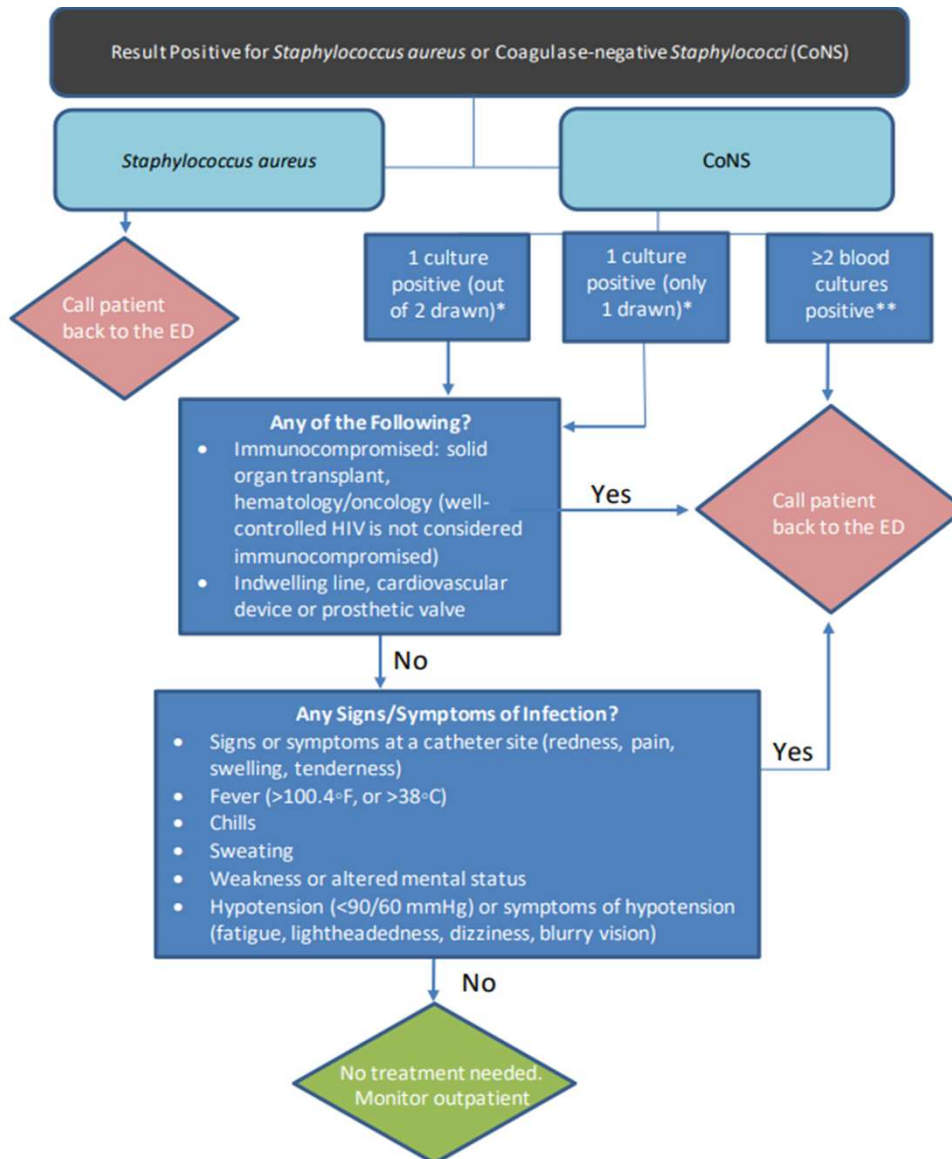 Result Positive for Staphylococcus aureus or Coagulase-negative Staphylococci (CoNS)
Staphylococcus aureus
CoNS
Call patient
back to the ED
1 culture
positive (out
of 2 drawn)*
1 culture
positive (only
1 drawn)*
≥2 blood
cultures
positive**
Any of the Following?
• Immunocompromised: solid
organ transplant,
hematology/oncology (well-
controlled HIV is not considered
immunocompromised)
• Indwelling line, cardiovascular
device or prosthetic valve
Yes
Call patient
back to the ED
No
Any Signs/Symptoms of Infection?
• Signs or symptoms at a catheter site (redness, pain,
swelling, tenderness)
• Fever (>100.4◦F, or >38◦C)
• Chills
• Sweating
• Weakness or altered mental status
• Hypotension (<90/60 mmHg) or symptoms of hypotension
(fatigue, lightheadedness, dizziness, blurry vision)
Yes
No
No treatment needed.
Monitor outpatient